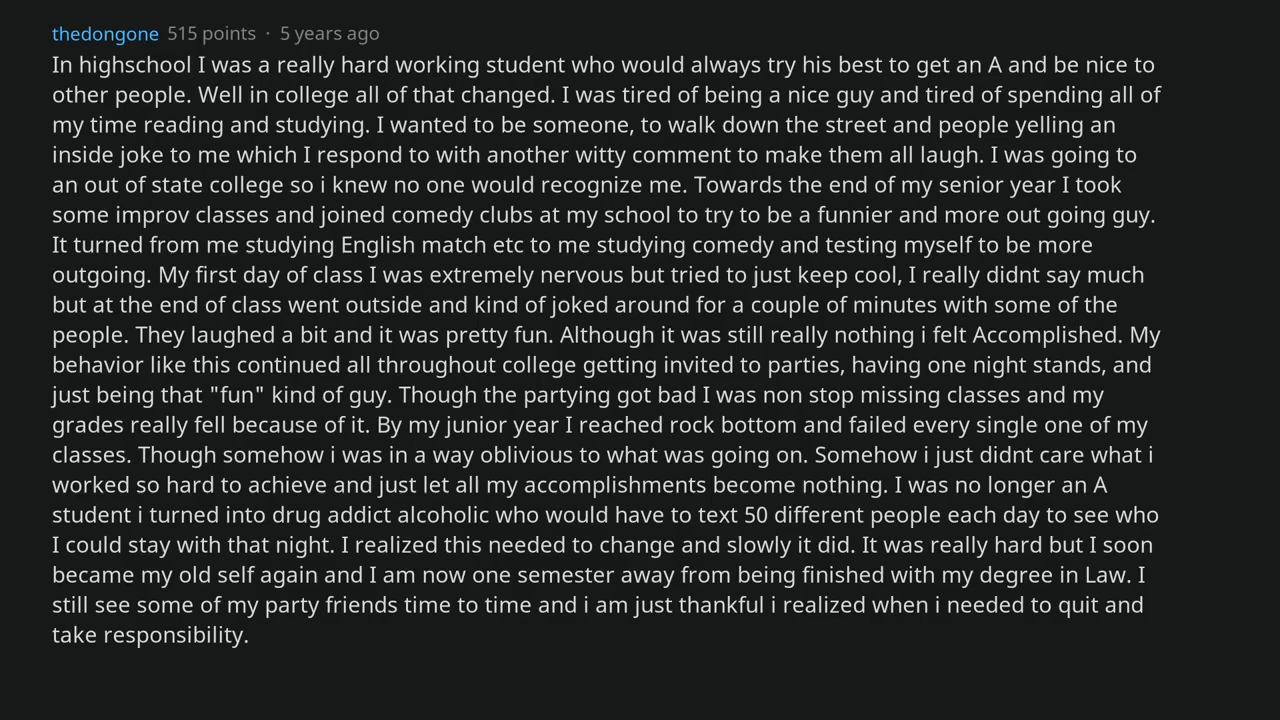 thedongone 515 points · 5 years ago
In highschool I was a really hard working student who would always try his best to get an A and be nice to
other people. Well in college all of that changed. I was tired of being a nice guy and tired of spending all of
my time reading and studying. I wanted to be someone, to walk down the street and people yelling an
inside joke to me which I respond to with another witty comment to make them all laugh. I was going to
an out of state college so i knew no one would recognize me. Towards the end of my senior year I took
some improv classes and joined comedy clubs at my school to try to be a funnier and more out going guy.
It turned from me studying English match etc to me studying comedy and testing myself to be more
outgoing. My first day of class I was extremely nervous but tried to just keep cool, I really didnt say much
but at the end of class went outside and kind of joked around for a couple of minutes with some of the
people. They laughed a bit and it was pretty fun. Although it was still really nothing i felt Accomplished. My
behavior like this continued all throughout college getting invited to parties, having one night stands, and
just being that "fun" kind of guy. Though the partying got bad I was non stop missing classes and my
grades really fell because of it. By my junior year I reached rock bottom and failed every single one of my
classes. Though somehow i was in a way oblivious to what was going on. Somehow i just didnt care what i
worked so hard to achieve and just let all my accomplishments become nothing. I was no longer an A
student i turned into drug addict alcoholic who would have to text 50 different people each day to see who
I could stay with that night. I realized this needed to change and slowly it did. It was really hard but I soon
became my old self again and I am now one semester away from being finished with my degree in Law. I
still see some of my party friends time to time and i am just thankful i realized when i needed to quit and
take responsibility.